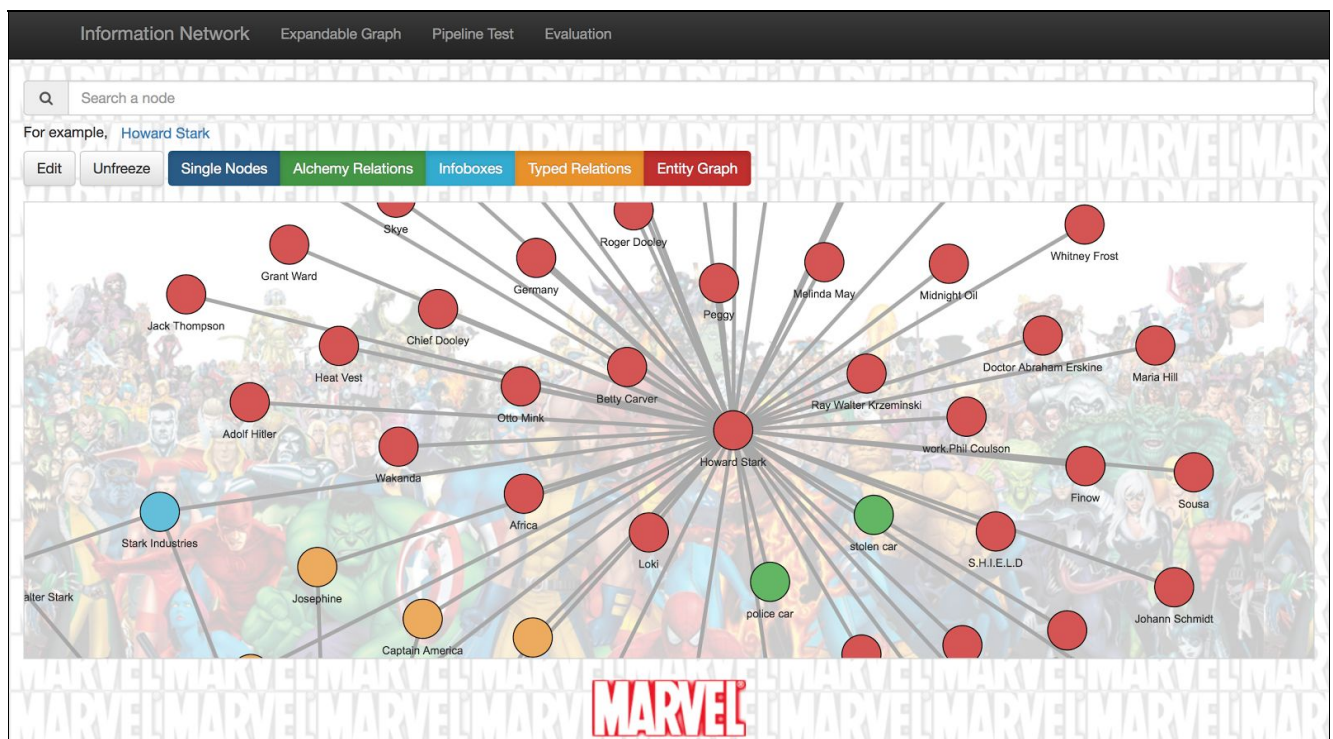 Information Network Expandable Graph Pipeline Test Evaluation
Search a node
For example, Howard Stark
Edit Unfreeze Single Nodes Alchemy Relations Infoboxes Typed Relations Entity Graph
Skye
Roger Dooley
Whitney Frost
Grant Ward
Germany
Melinda May
Midnight Oil
Peggy
Jack Thompson
Chief Dooley
Doctor Abraham Erskine
Maria Hill
Heat Vest
Betty Carver
Ray Walter Krzeminski
Otto Mink
Adolf Hitler
work.Phil Coulson
Howard Stark
Wakanda
Finow
Sousa
Africa
Stark Industries
stolen car
Loki
S.H.I.E.L.D
alter Stark
Josephine
police car
Johann Schmidt
Captain America
MARVEL